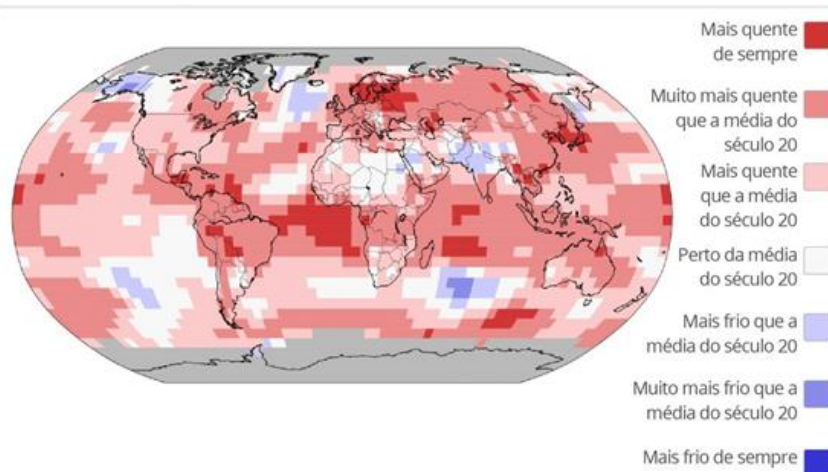 Mais quente
de sempre
Muito mais quente
que a média do
século 20
Mais quente
que a média
do século 20
Perto da média
do século 20
Mais frio que a
média do século 20
Muito mais frio que a
média do século 20
Mais frio de sempre